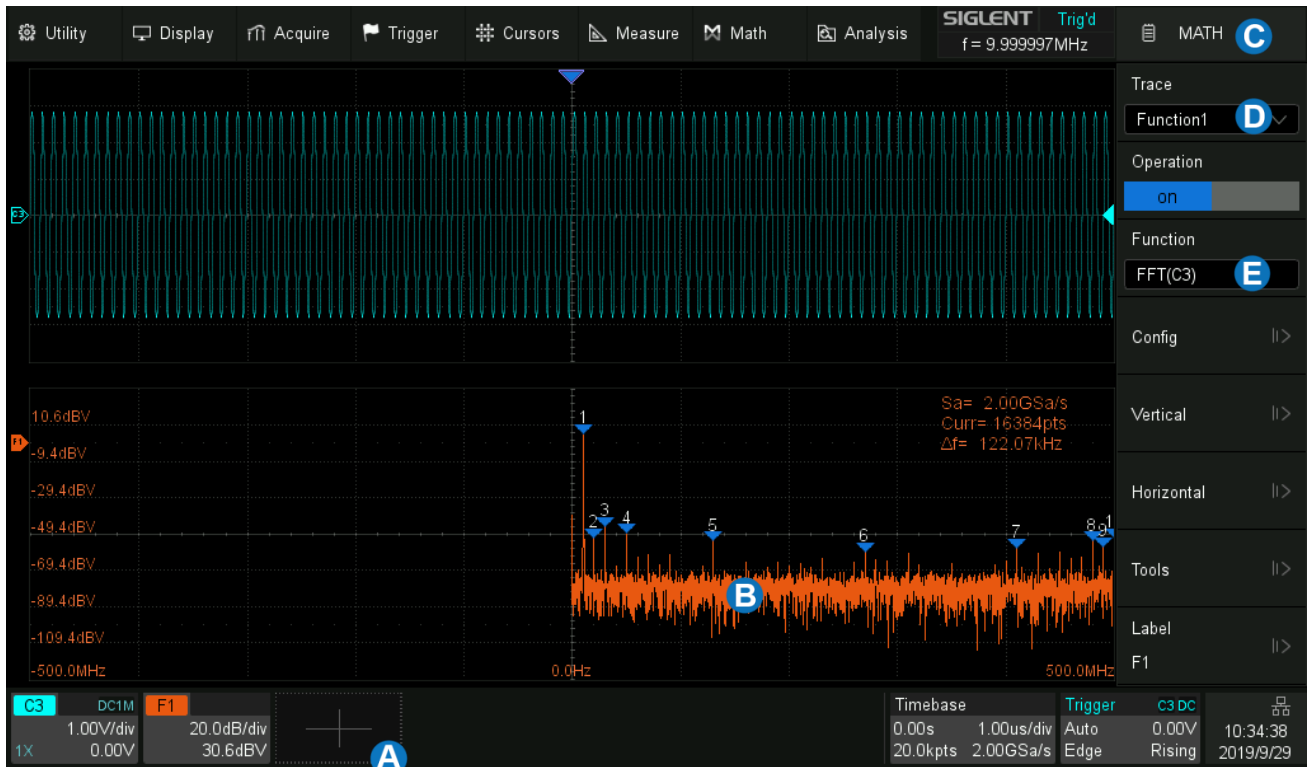 Utility Display Acquire Trigger Cursors Measure Math Analysis
SIGLENT Trig'd
f = 9.999997MHz
MATH C
Trace
Function1 D
Operation
on
Function
FFT(C3) E
Config
Vertical
Horizontal
Tools
Label
F1
C3
Sa= 2.00GSa/s
Curr= 16384pts
Δf= 122.07kHz
F1
10.6dBV
-9.4dBV
-29.4dBV
-49.4dBV
-69.4dBV
-89.4dBV
-109.4dBV
1
2 3 4 5 6 7 8 9 1
B
-500.0MHz 0.0Hz 500.0MHz
C3 DC1M
1.00V/div
1X 0.00V
F1
20.0dB/div
30.6dBV
A
Timebase
0.00s 1.00us/div
20.0kpts 2.00GSa/s
Trigger C3 DC
Auto 0.00V
Edge Rising
10:34:38
2019/9/29